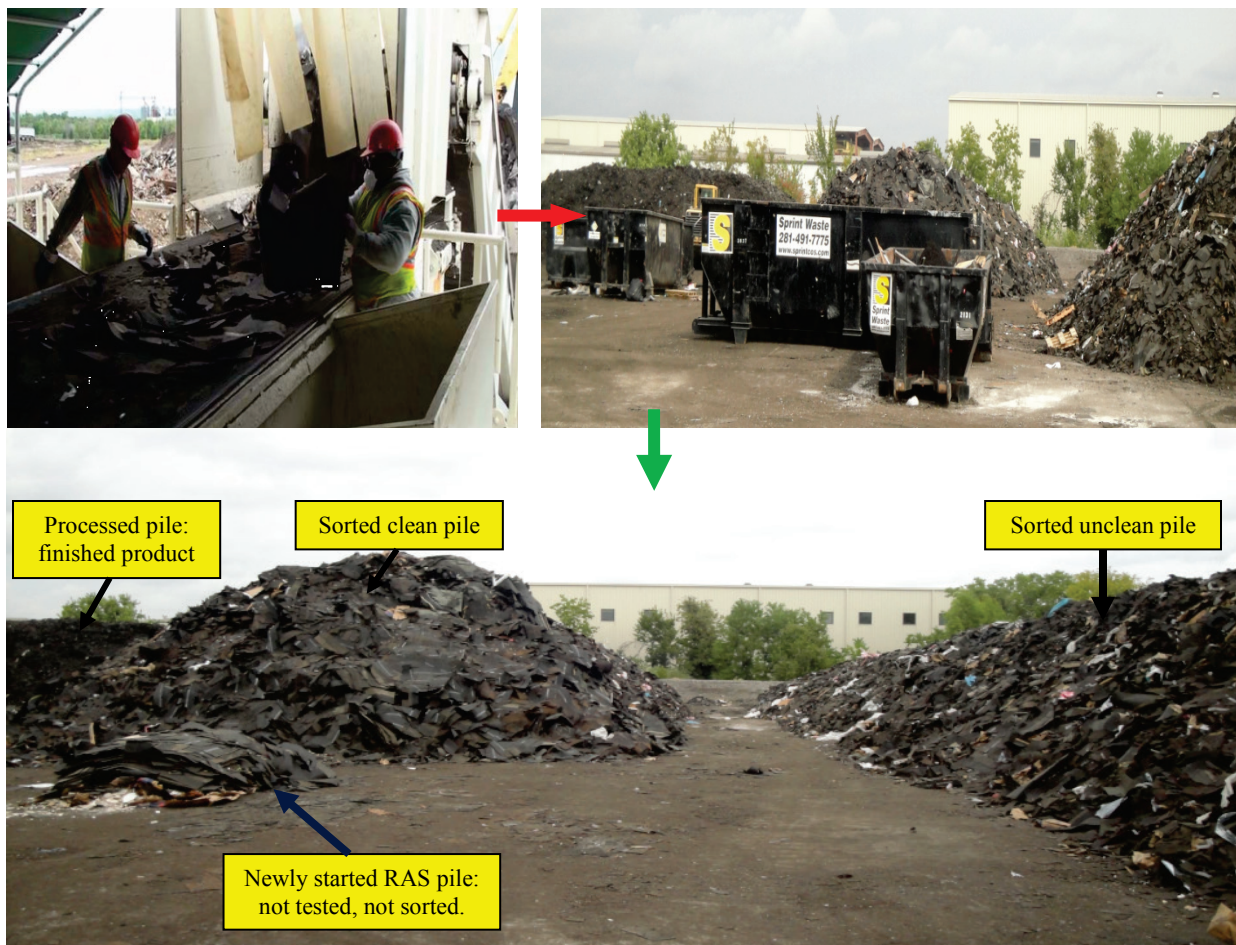 S
Sprint Waste
281-491-7775
www.sprintcos.com
S
Sprint
Waste
Processed pile:
finished product
Sorted clean pile
Sorted unclean pile
Newly started RAS pile:
not tested, not sorted.